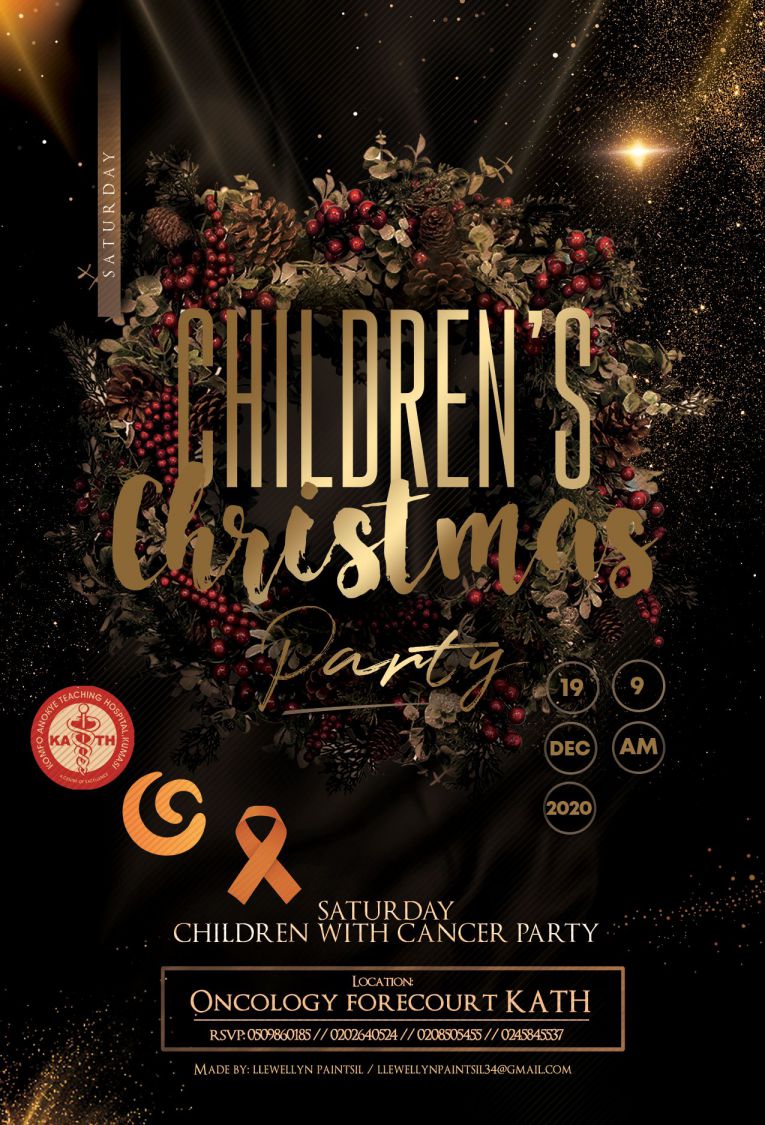 SATURDAY
CHILDREN'S
Christmas
Party
19
9
DEC
AM
2020
KOMFO ANOKYE TEACHING HOSPITAL, KUMASI
KATH
A CENTRE OF EXCELLENCE
SATURDAY
CHILDREN WITH CANCER PARTY
LOCATION:
ONCOLOGY FORECOURT KATH
RSVP: 0509860185 // 0202640524 // 0208505455 // 0245845537
MADE BY: LLEWELLYN PAINTSIL / LLEWELLYNPAINTSIL34@GMAIL.COM